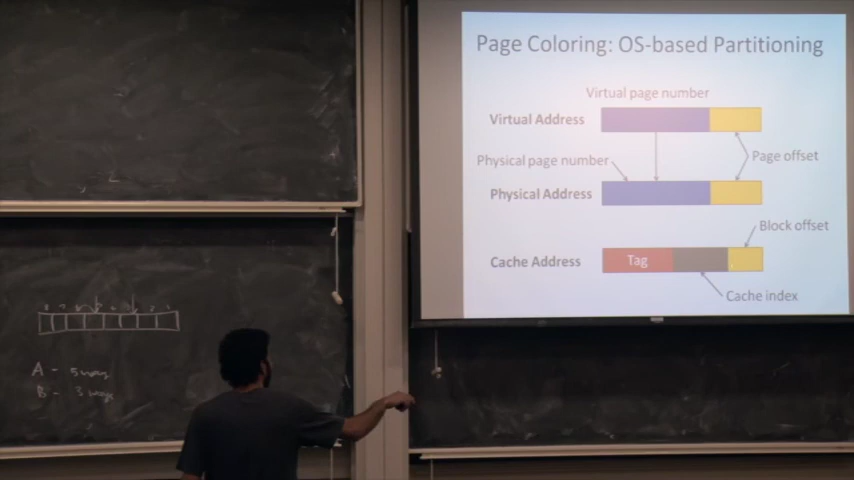 Page Coloring: OS-based Partitioning
Virtual page number
Virtual Address
Page offset
Physical page number
Physical Address
Block offset
Cache Address
Tag
Cache index
A - 5 way
B - 3 ways